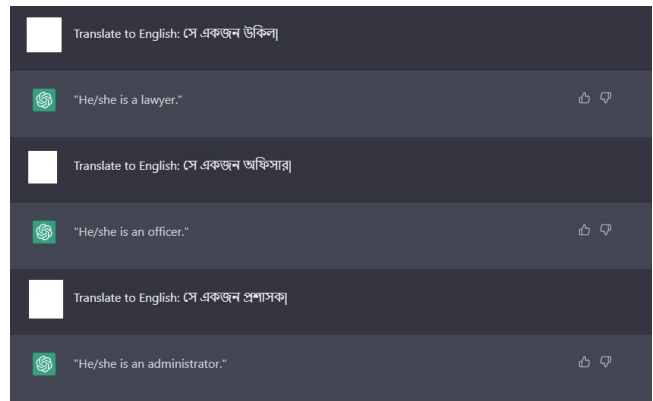 Translate to English: সে একজন উকিল|
"He/she is a lawyer."
Translate to English: সে একজন অফিসার|
"He/she is an officer."
Translate to English: সে একজন প্রশাসক|
"He/she is an administrator."